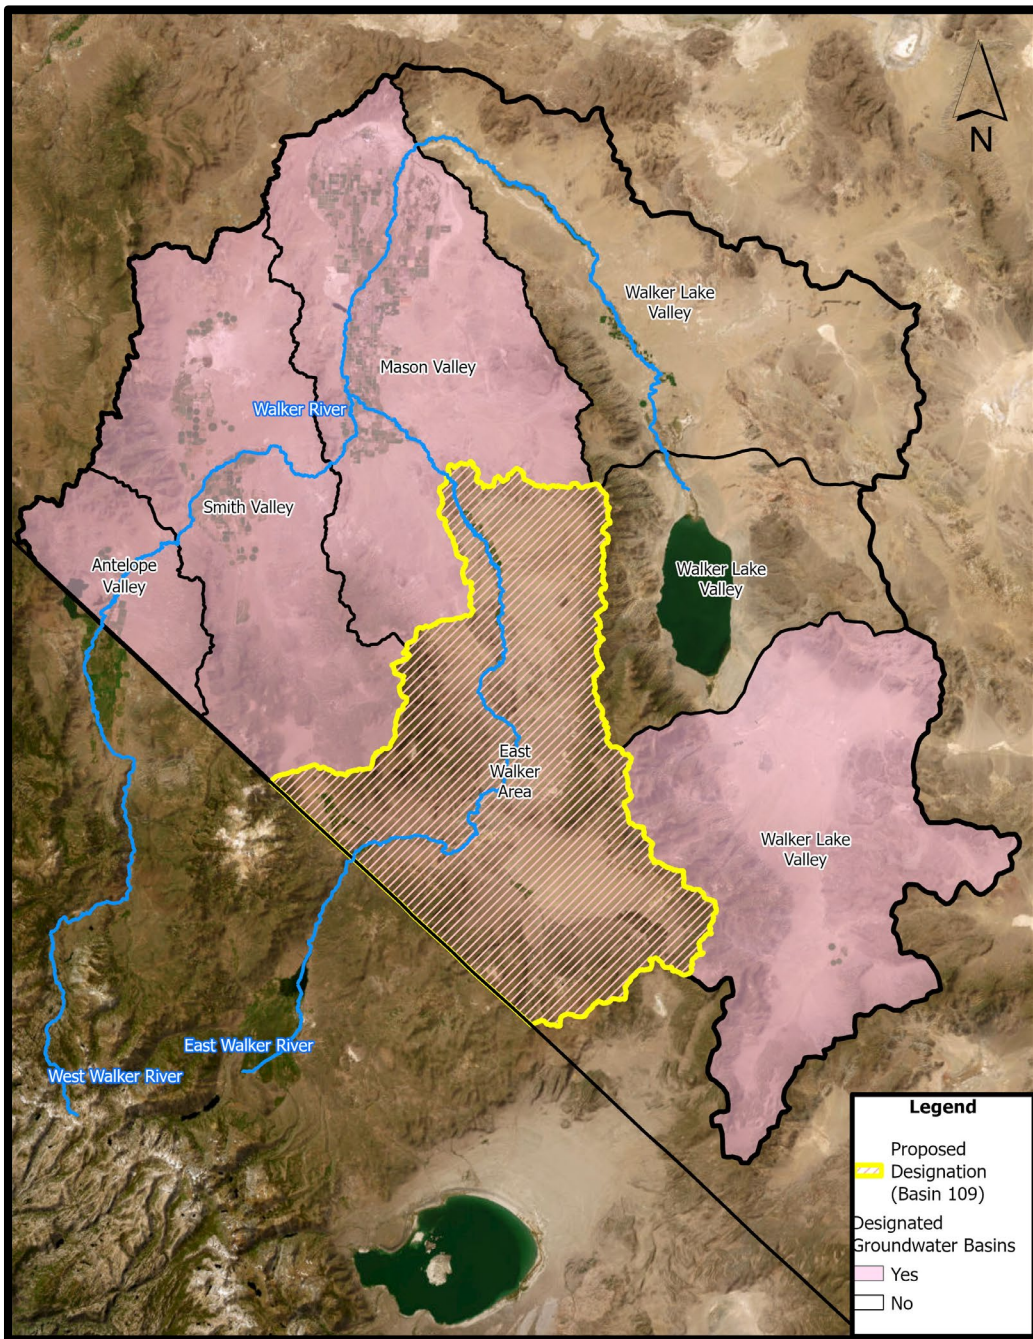 N
Walker Lake
Valley
Mason Valley
Walker River
Smith Valley
Antelope
Valley
Walker Lake
Valley
East
Walker
Area
Walker Lake
Valley
East Walker River
West Walker River
Legend
Proposed
Designation
(Basin 109)
Designated
Groundwater Basins
Yes
No